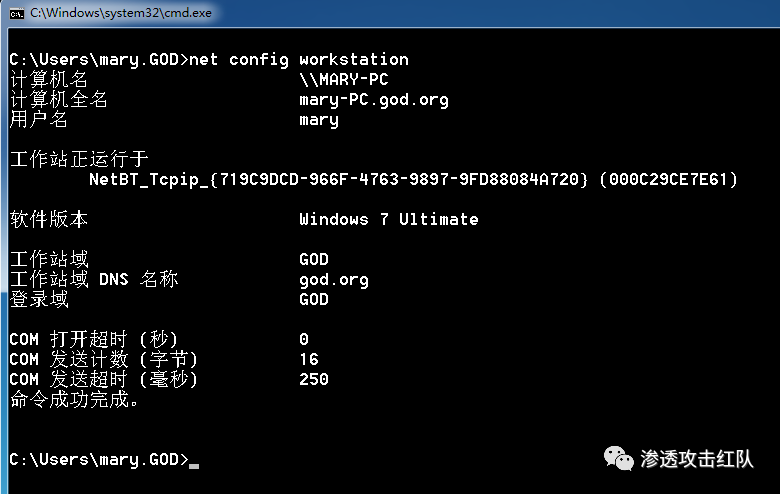 C:\Windows\system32\cmd.exe
C:\Users\mary.GOD>net config workstation
计算机名 \\MARY-PC
计算机全名 mary-PC.god.org
用户名 mary
工作站正运行于
NetBT_Tcpip_{719C9DCD-966F-4763-9897-9FD88084A720} (000C29CE7E61)
软件版本 Windows 7 Ultimate
工作站域 GOD
工作站域 DNS 名称 god.org
登录域 GOD
COM 打开超时 (秒) 0
COM 发送计数 (字节) 16
COM 发送超时 (毫秒) 250
命令成功完成。
C:\Users\mary.GOD>_
渗透攻击红队